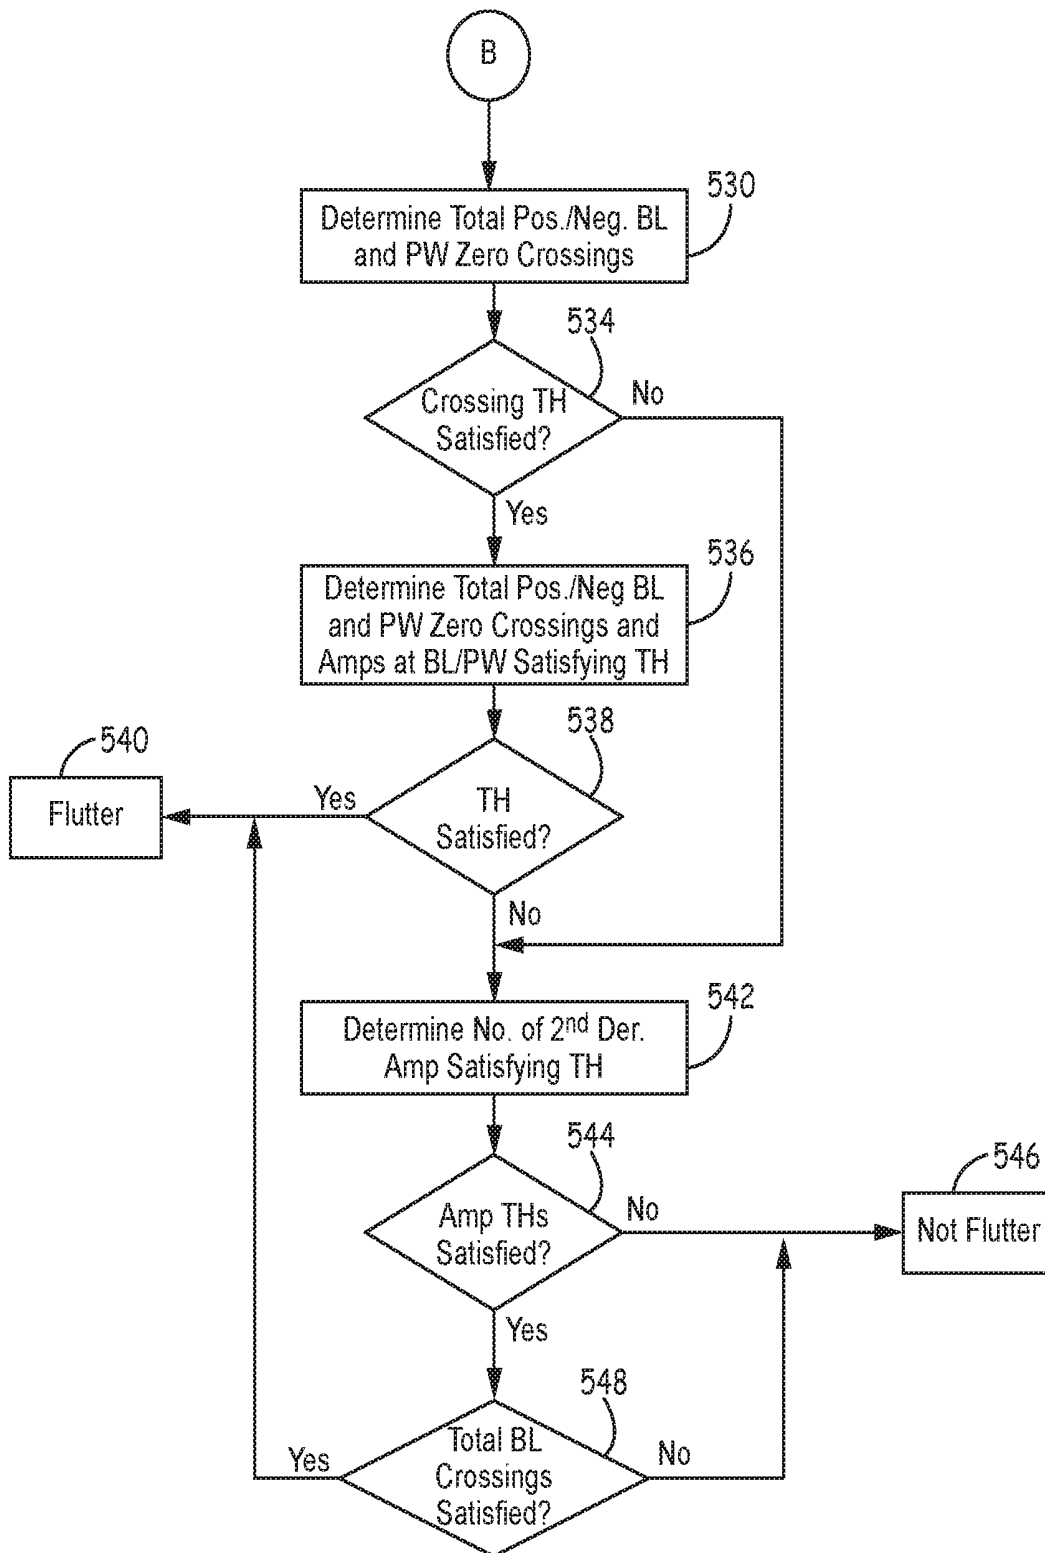 B
530
Determine Total Pos./Neg. BL
and PW Zero Crossings
534
Crossing TH
Satisfied?
No
Yes
536
Determine Total Pos./Neg BL
and PW Zero Crossings and
Amps at BL/PW Satisfying TH
538
540
TH
Satisfied?
Yes
Flutter
No
542
Determine No. of 2nd Der.
Amp Satisfying TH
544
Amp THs
Satisfied?
No
546
Not Flutter
Yes
548
Total BL
Crossings
Satisfied?
Yes
No